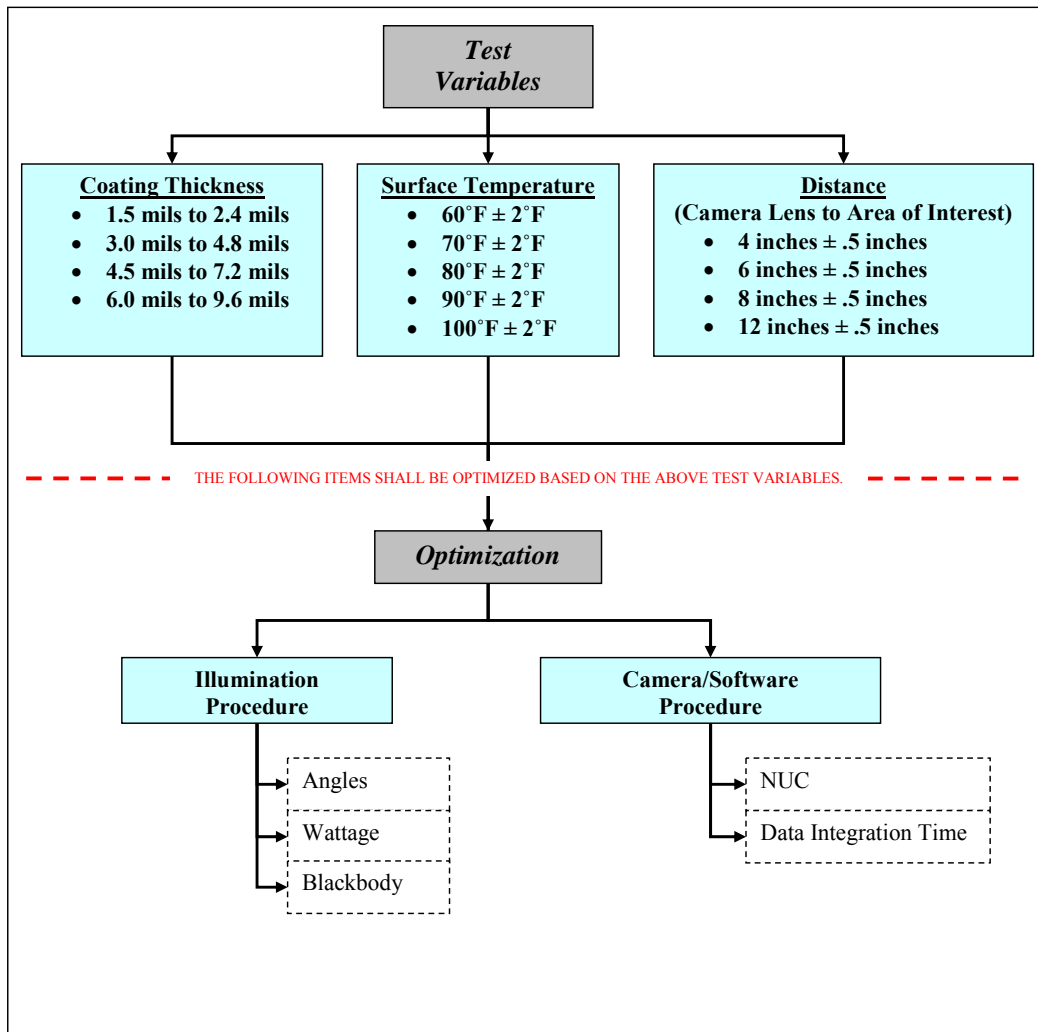 Test
Variables
Coating Thickness
• 1.5 mils to 2.4 mils
• 3.0 mils to 4.8 mils
• 4.5 mils to 7.2 mils
• 6.0 mils to 9.6 mils
Surface Temperature
• 60˚F ± 2˚F
• 70˚F ± 2˚F
• 80˚F ± 2˚F
• 90˚F ± 2˚F
• 100˚F ± 2˚F
Distance
(Camera Lens to Area of Interest)
• 4 inches ± .5 inches
• 6 inches ± .5 inches
• 8 inches ± .5 inches
• 12 inches ± .5 inches
THE FOLLOWING ITEMS SHALL BE OPTIMIZED BASED ON THE ABOVE TEST VARIABLES.
Optimization
Illumination
Procedure
Angles
Wattage
Blackbody
Camera/Software
Procedure
NUC
Data Integration Time